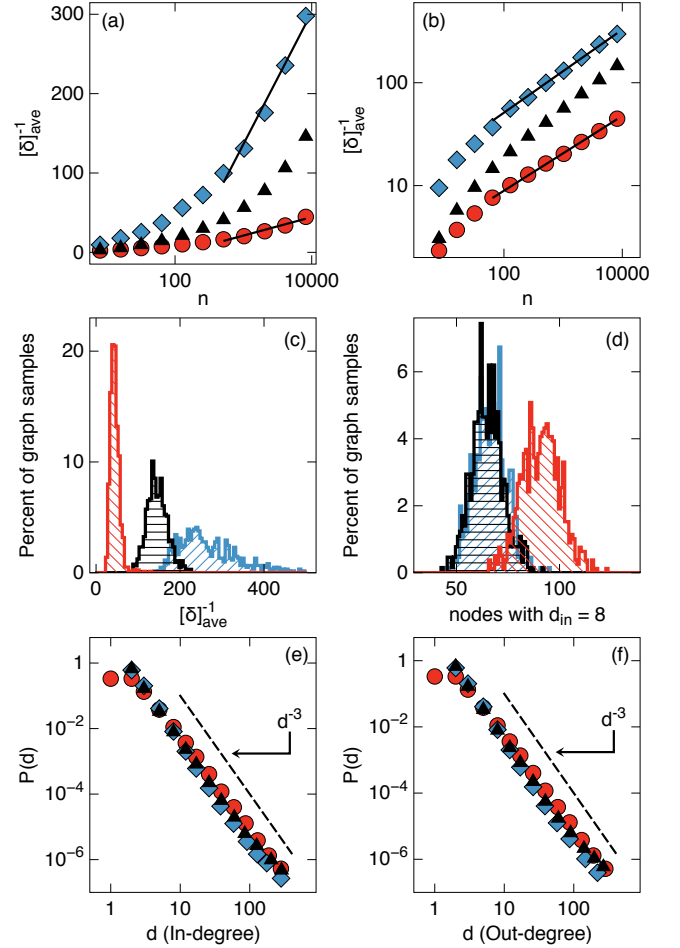 (a)
300
200
100
0
[δ]⁻¹ave
100
10000
n
(b)
100
10
[δ]⁻¹ave
100
10000
n
(c)
20
10
0
Percent of graph samples
0
200
400
[δ]⁻¹ave
(d)
6
4
2
0
Percent of graph samples
50
100
nodes with d_in = 8
(e)
1
10⁻²
10⁻⁴
10⁻⁶
P(d)
d⁻³
1
10
100
d (In-degree)
(f)
1
10⁻²
10⁻⁴
10⁻⁶
P(d)
d⁻³
1
10
100
d (Out-degree)